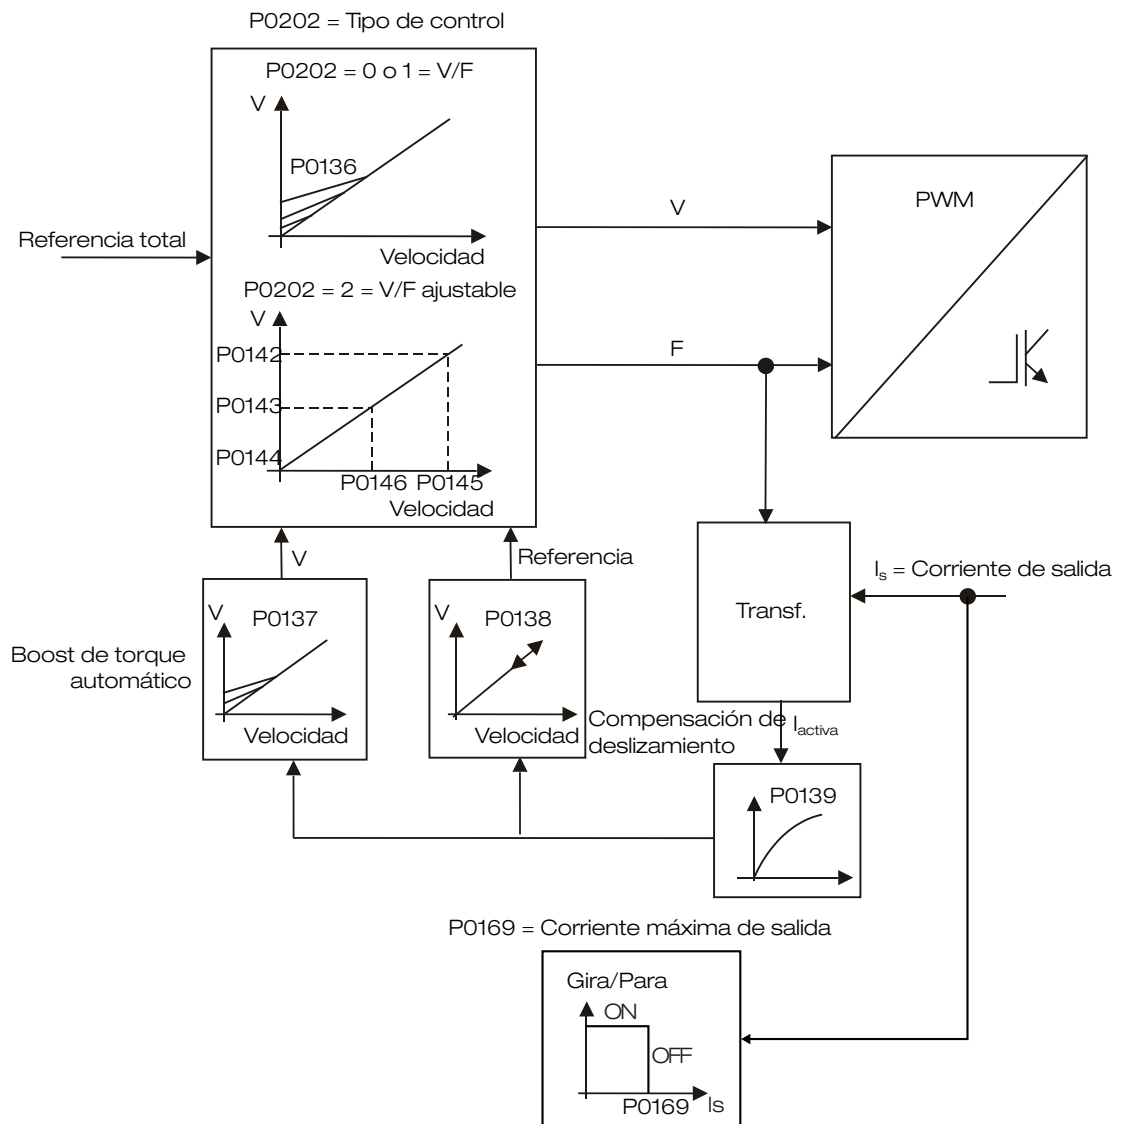 P0202 = Tipo de control
P0202 = 0 o 1 = V/F
V
P0136
Velocidad
Referencia total
P0202 = 2 = V/F ajustable
V
P0142
P0143
P0144
P0146 P0145
Velocidad
V
F
PWM
V
Referencia
Is = Corriente de salida
Transf.
V
P0137
Velocidad
Boost de torque
automático
V
P0138
Velocidad
Compensación de
deslizamiento
Iactiva
P0139
P0169 = Corriente máxima de salida
Gira/Para
ON
OFF
P0169
Is